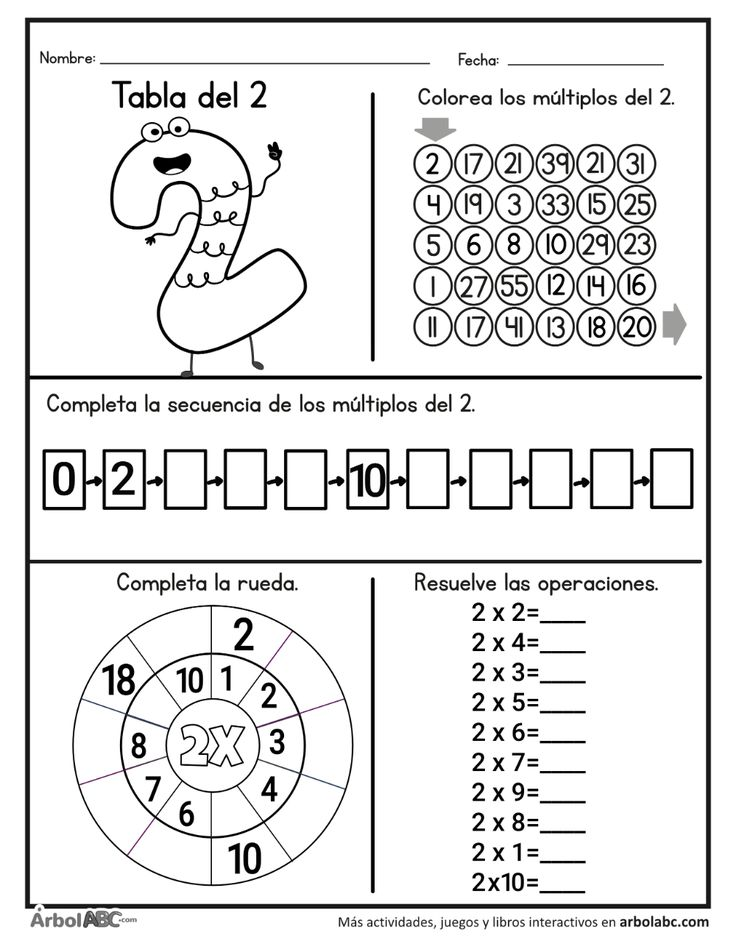 Nombre: Fecha:
Tabla del 2
Colorea los múltiplos del 2.
2 17 21 39 21 31
4 19 3 33 15 25
5 6 8 10 29 23
1 27 55 12 14 16
11 17 41 13 18 20
Completa la secuencia de los múltiplos del 2.
0 2 10
Completa la rueda.
2
18 10 1 2
8 2X 3
7 4
6
10
Resuelve las operaciones.
2 x 2=____
2 x 4=____
2 x 3=____
2 x 5=____
2 x 6=____
2 x 7=____
2 x 9=____
2 x 8=____
2 x 1=____
2x10=____
ÁrbolABC.com
Más actividades, juegos y libros interactivos en arbolabc.com